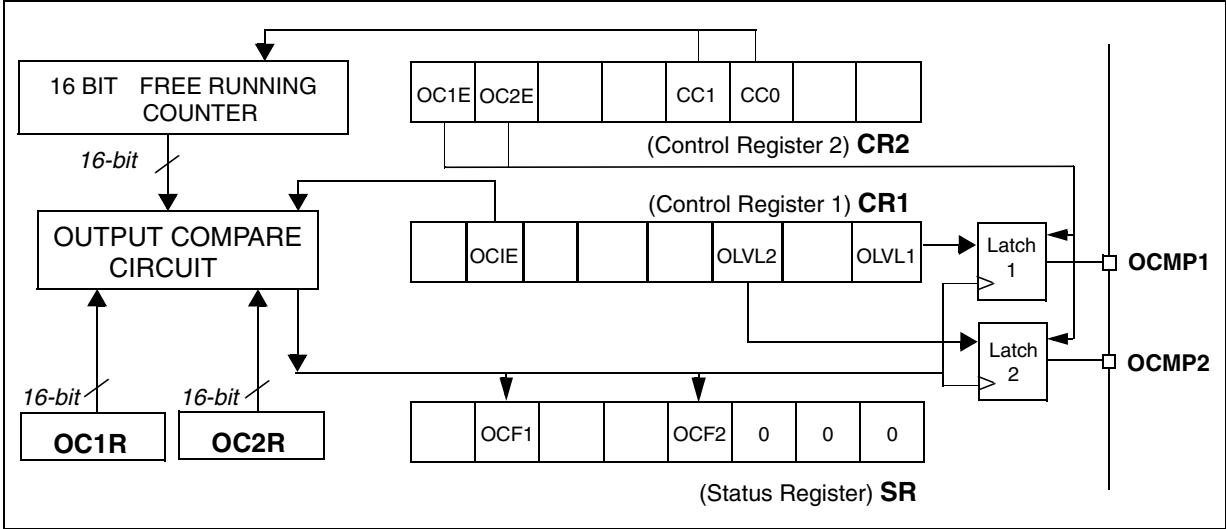 16 BIT FREE RUNNING
COUNTER
OC1E OC2E CC1 CC0
(Control Register 2) CR2
16-bit
(Control Register 1) CR1
OUTPUT COMPARE
CIRCUIT
OCIE OLVL2 OLVL1
Latch
1
OCMP1
Latch
2
OCMP2
16-bit
16-bit
OC1R
OC2R
OCF1 OCF2 0 0 0
(Status Register) SR